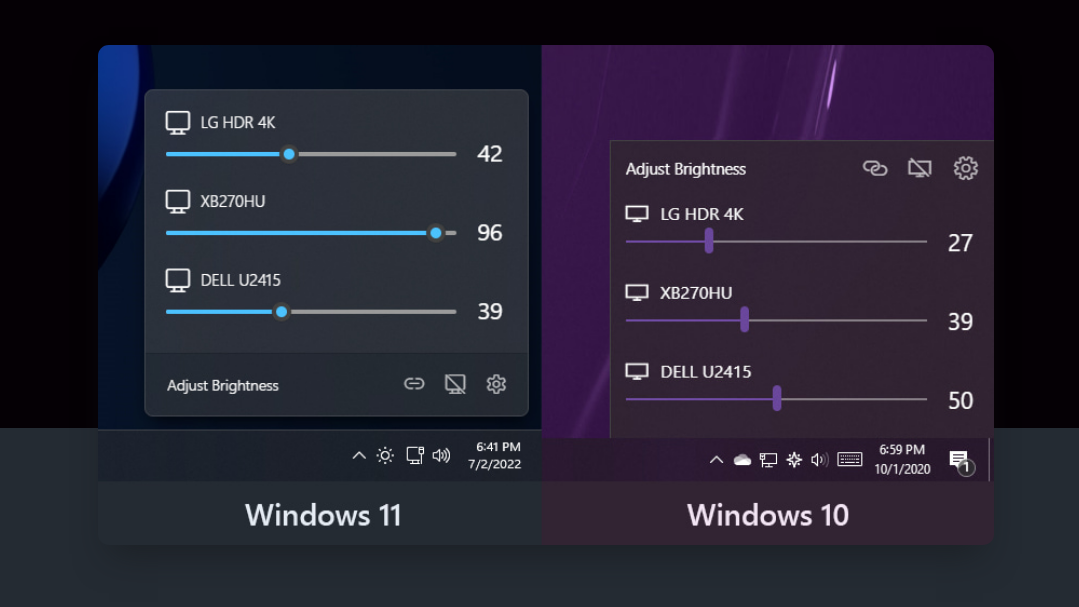 LG HDR 4K
42
XB270HU
96
DELL U2415
39
Adjust Brightness
6:41 PM
7/2/2022
Windows 11
Adjust Brightness
LG HDR 4K
27
XB270HU
39
DELL U2415
50
6:59 PM
10/1/2020
1
Windows 10